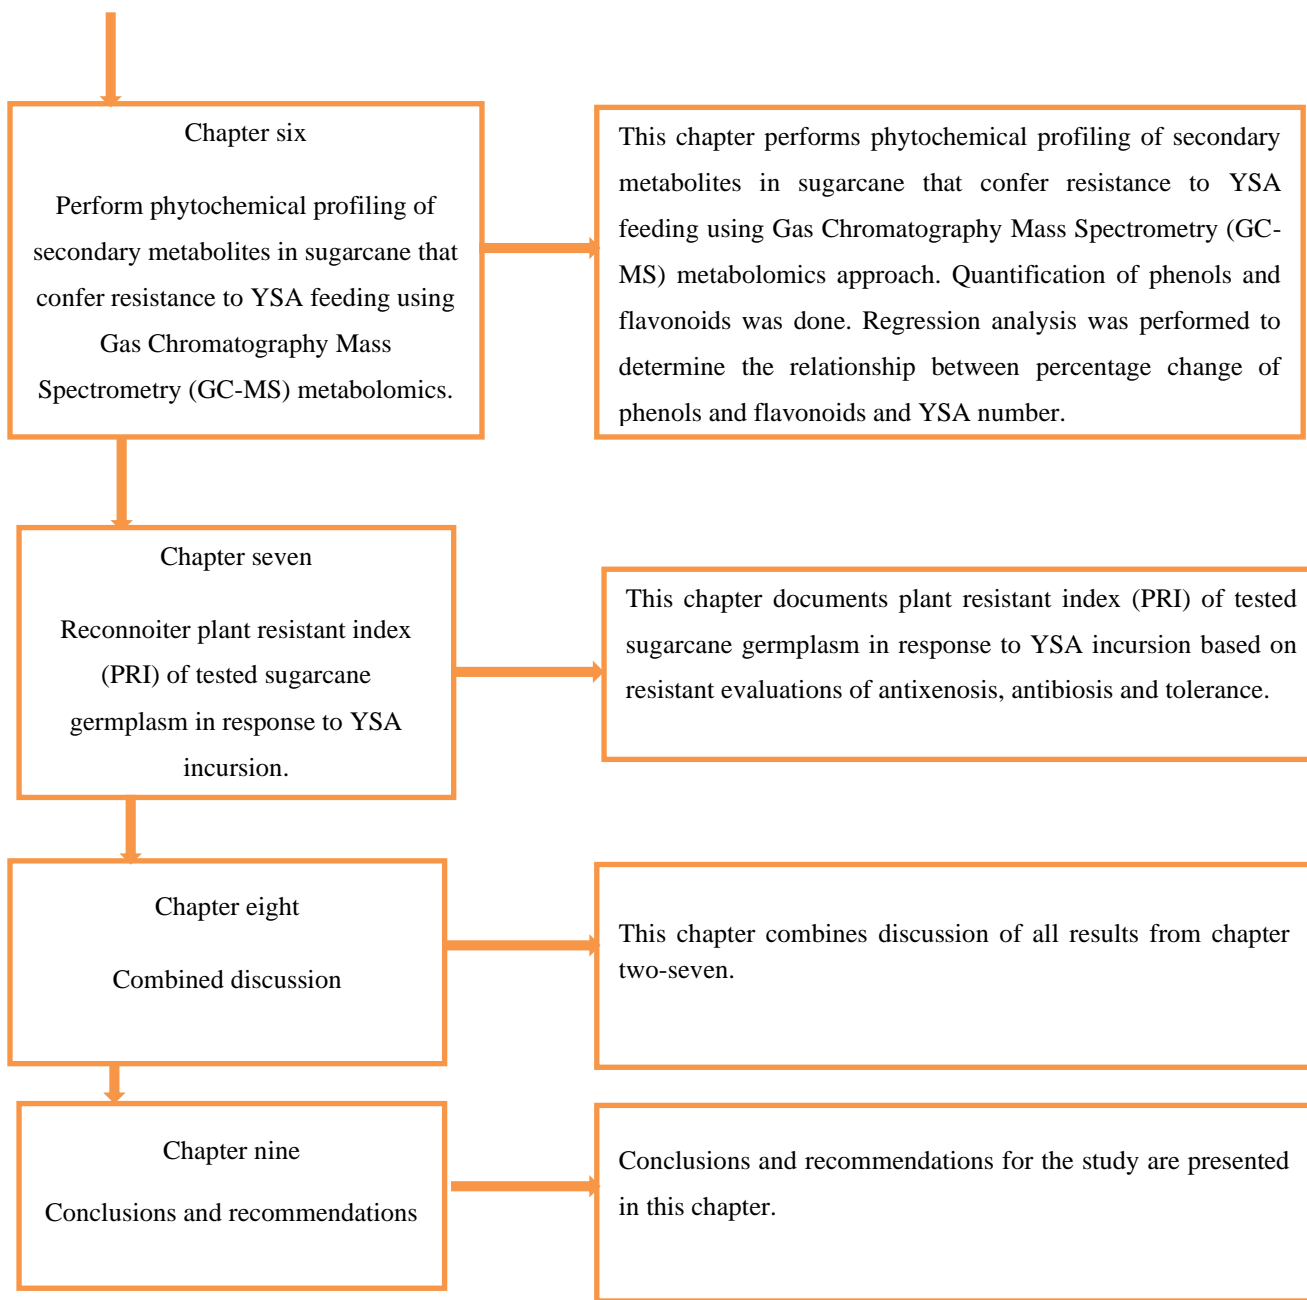 Chapter six
Perform phytochemical profiling of
secondary metabolites in sugarcane that
confer resistance to YSA feeding using
Gas Chromatography Mass
Spectrometry (GC-MS) metabolomics.
This chapter performs phytochemical profiling of secondary
metabolites in sugarcane that confer resistance to YSA
feeding using Gas Chromatography Mass Spectrometry (GC-
MS) metabolomics approach. Quantification of phenols and
flavonoids was done. Regression analysis was performed to
determine the relationship between percentage change of
phenols and flavonoids and YSA number.
Chapter seven
Reconnoiter plant resistant index
(PRI) of tested sugarcane
germplasm in response to YSA
incursion.
This chapter documents plant resistant index (PRI) of tested
sugarcane germplasm in response to YSA incursion based on
resistant evaluations of antixenosis, antibiosis and tolerance.
Chapter eight
Combined discussion
This chapter combines discussion of all results from chapter
two-seven.
Chapter nine
Conclusions and recommendations
Conclusions and recommendations for the study are presented
in this chapter.